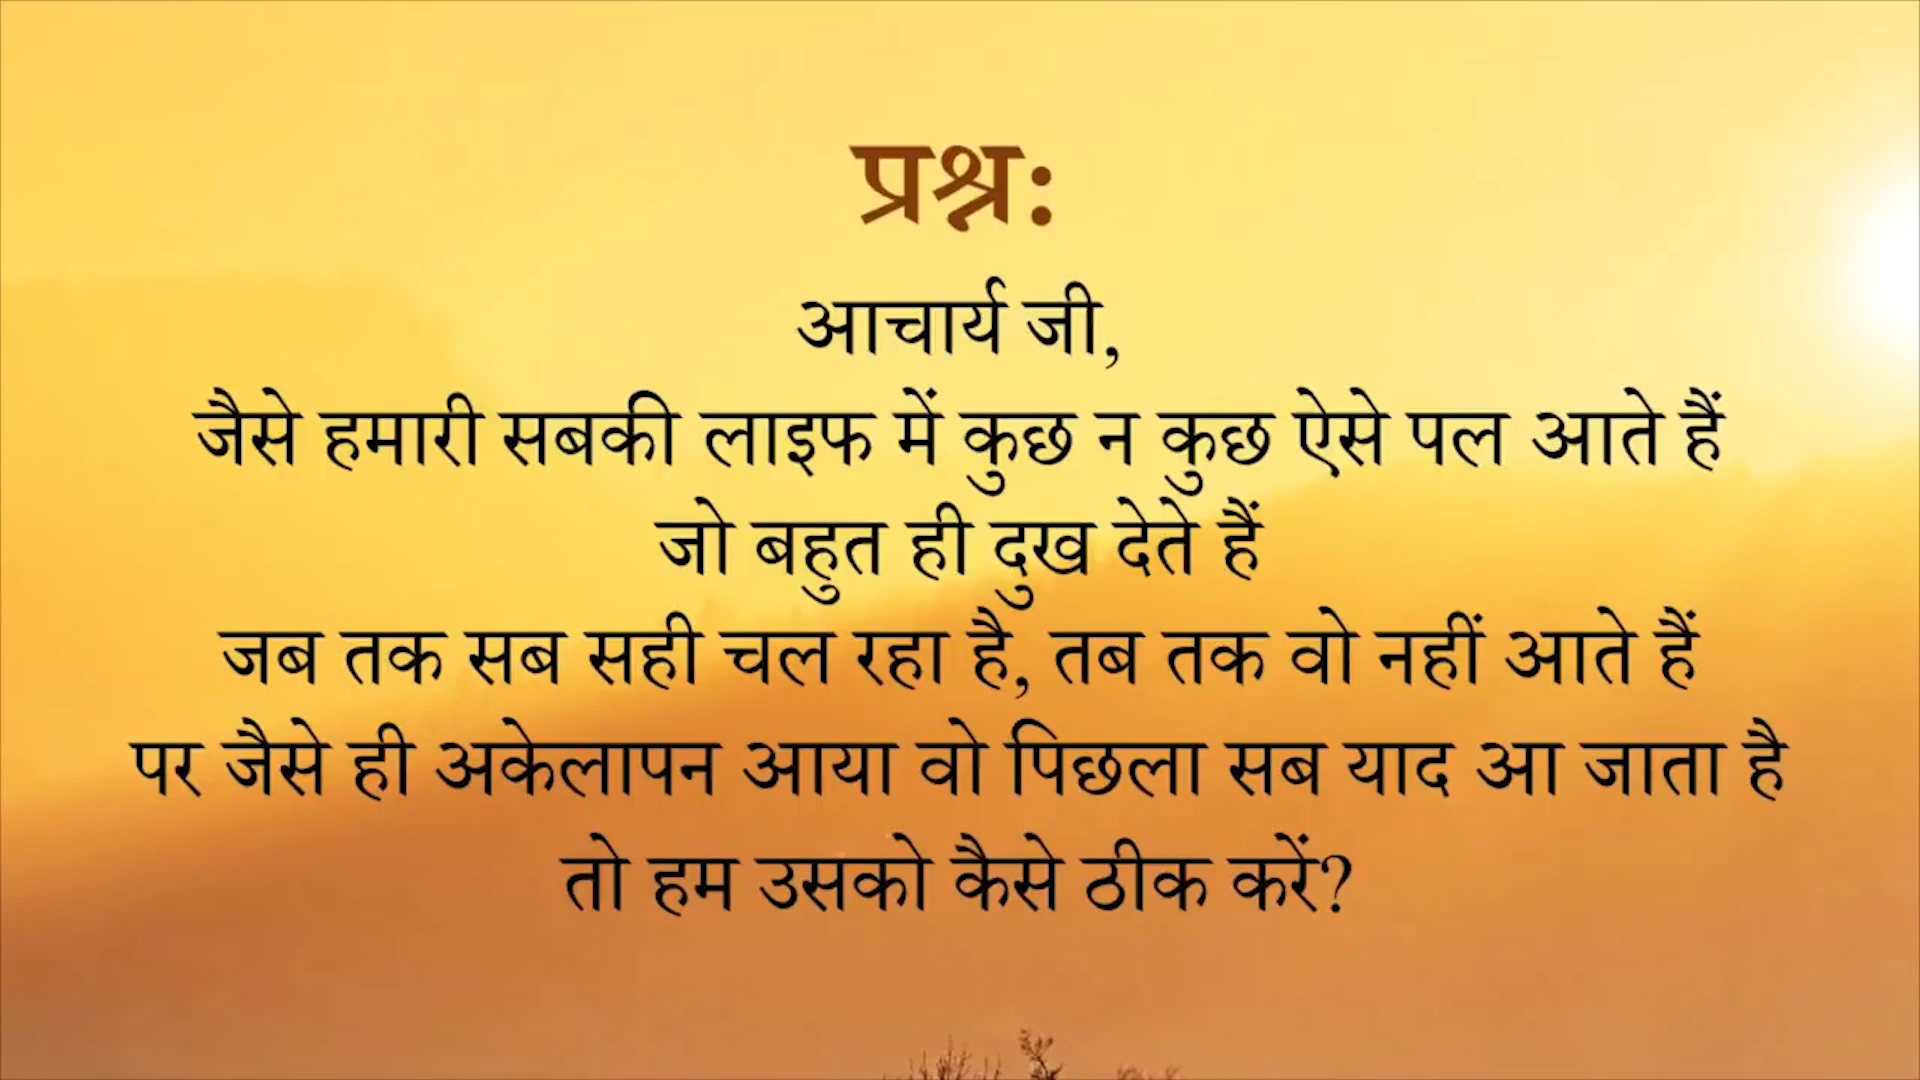 प्रश्न:
आचार्य जी,
जैसे हमारी सबकी लाइफ में कुछ न कुछ ऐसे पल आते हैं
जो बहुत ही दुख देते हैं
जब तक सब सही चल रहा है, तब तक वो नहीं आते हैं
पर जैसे ही अकेलापन आया वो पिछला सब याद आ जाता है
तो हम उसको कैसे ठीक करें?